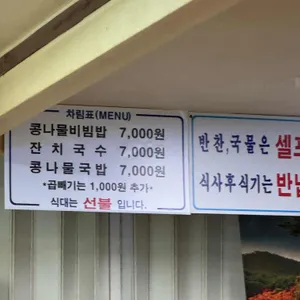 차림표(MENU)
콩나물비빔밥 7,000원
잔치국수 7,000원
콩나물국밥 7,000원
•곱빼기는 1,000원 추가•
식대는 선불 입니다.
반찬,국물은 셀프
식사후식기는 반납